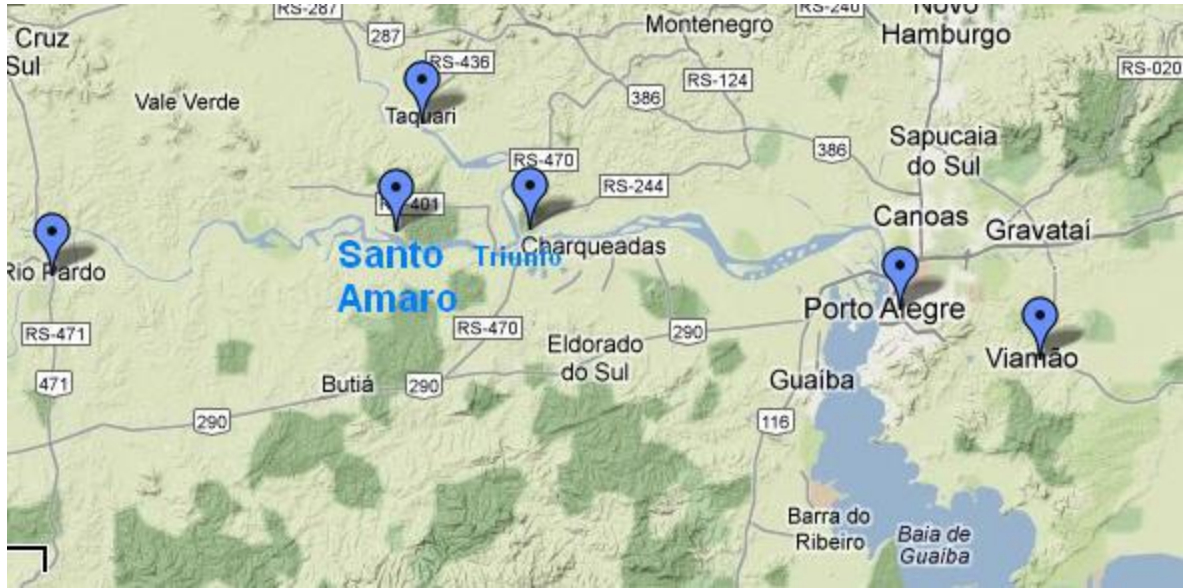 RS-287
RS-240
Novo
Hamburgo
Cruz
Sul
287
Montenegro
RS-436
RS-124
RS-020
Vale Verde
386
Taquari
Sapucaia
do Sul
386
RS-470
RS-244
401
Canoas
Gravataí
Santo
Amaro
Triunfo
Charqueadas
Rio Pardo
Porto Alegre
RS-471
RS-470
290
Eldorado
do Sul
Viamão
471
Butiá
290
Guaíba
290
116
Barra do
Ribeiro
Baia de
Guaíba